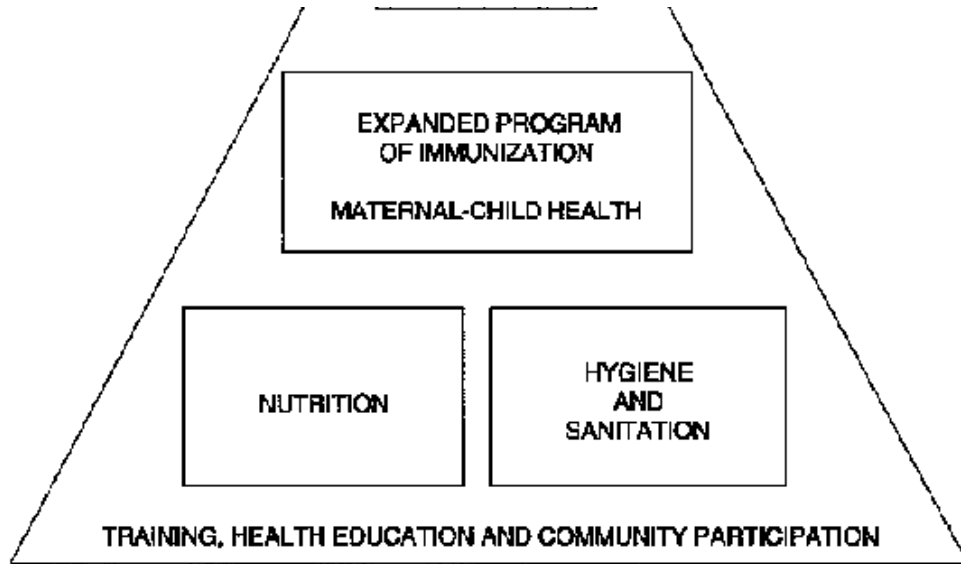 EXPANDED PROGRAM
OF IMMUNIZATION
MATERNAL-CHILD HEALTH
NUTRITION
HYGIENE
AND
SANITATION
TRAINING, HEALTH EDUCATION AND COMMUNITY PARTICIPATION